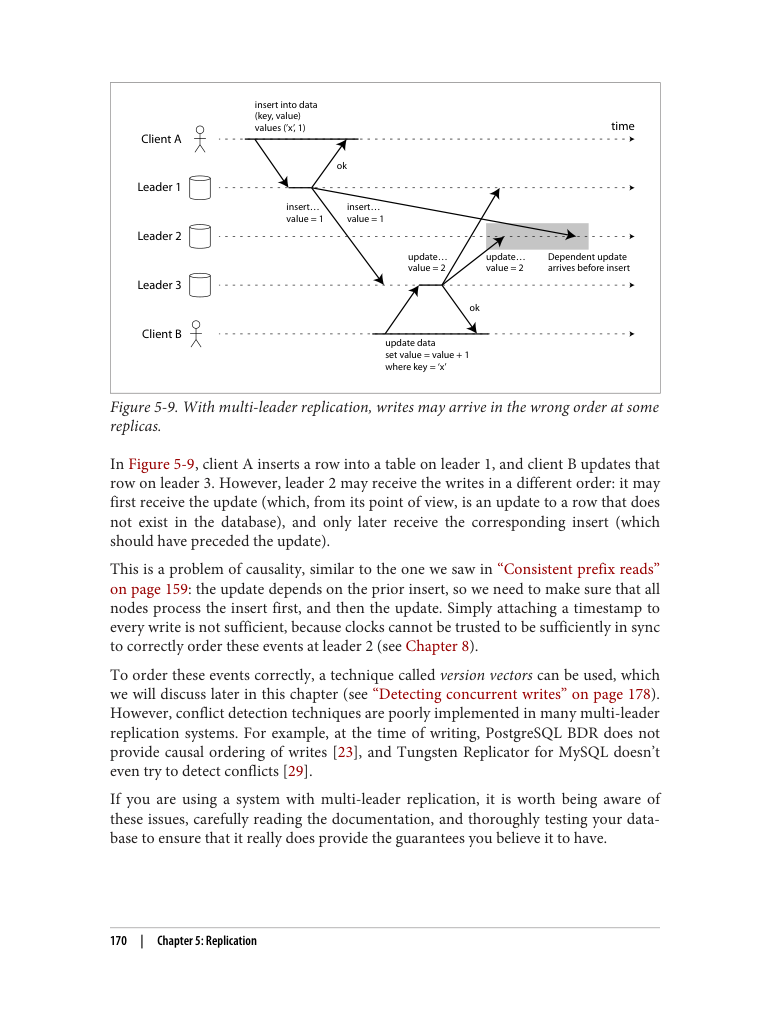 insert into data
(key, value)
values (‘x’, 1)
time
Client A
ok
Leader 1
insert…
value = 1
insert…
value = 1
Leader 2
update…
value = 2
update…
value = 2
Dependent update
arrives before insert
Leader 3
ok
Client B
update data
set value = value + 1
where key = ‘x’
Figure 5-9. With multi-leader replication, writes may arrive in the wrong order at some
replicas.
In Figure 5-9, client A inserts a row into a table on leader 1, and client B updates that
row on leader 3. However, leader 2 may receive the writes in a different order: it may
first receive the update (which, from its point of view, is an update to a row that does
not exist in the database), and only later receive the corresponding insert (which
should have preceded the update).
This is a problem of causality, similar to the one we saw in “Consistent prefix reads”
on page 159: the update depends on the prior insert, so we need to make sure that all
nodes process the insert first, and then the update. Simply attaching a timestamp to
every write is not sufficient, because clocks cannot be trusted to be sufficiently in sync
to correctly order these events at leader 2 (see Chapter 8).
To order these events correctly, a technique called version vectors can be used, which
we will discuss later in this chapter (see “Detecting concurrent writes” on page 178).
However, conflict detection techniques are poorly implemented in many multi-leader
replication systems. For example, at the time of writing, PostgreSQL BDR does not
provide causal ordering of writes [23], and Tungsten Replicator for MySQL doesn’t
even try to detect conflicts [29].
If you are using a system with multi-leader replication, it is worth being aware of
these issues, carefully reading the documentation, and thoroughly testing your data-
base to ensure that it really does provide the guarantees you believe it to have.
170 | Chapter 5: Replication